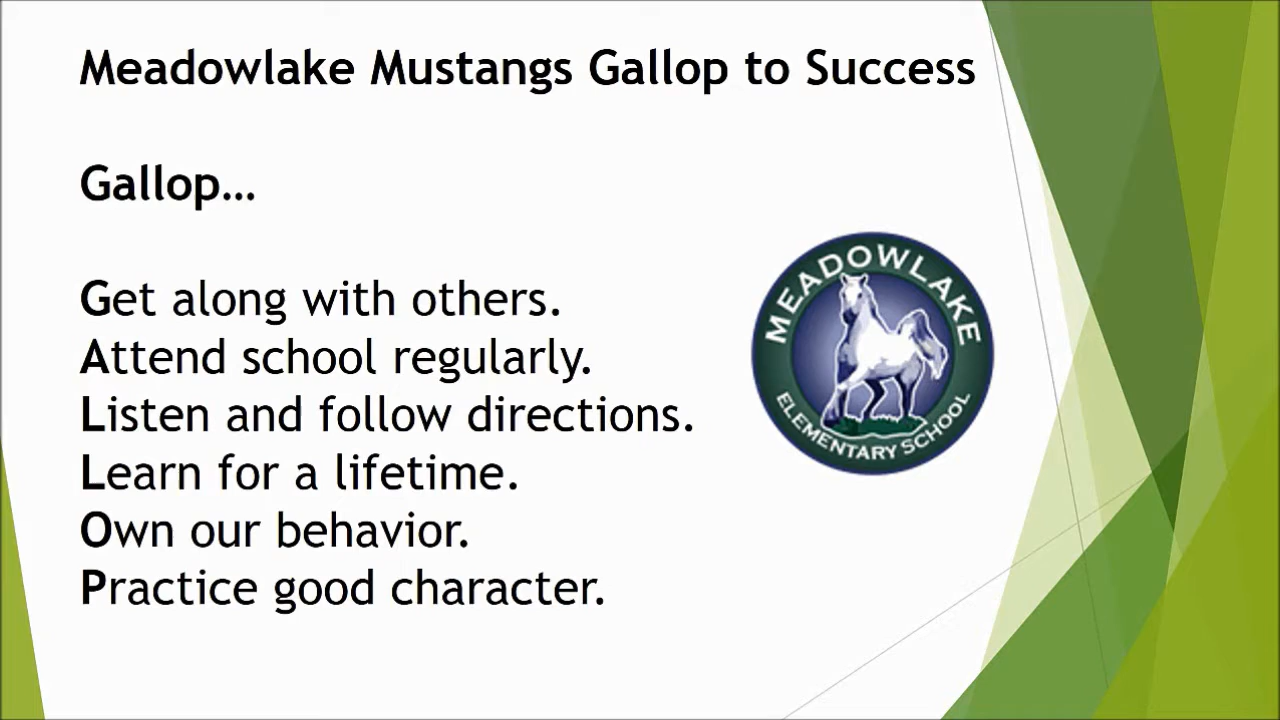 Meadowlake Mustangs Gallop to Success
Gallop…
Get along with others.
Attend school regularly.
Listen and follow directions.
Learn for a lifetime.
Own our behavior.
Practice good character.
MEADOWLAKE
ELEMENTARY SCHOOL